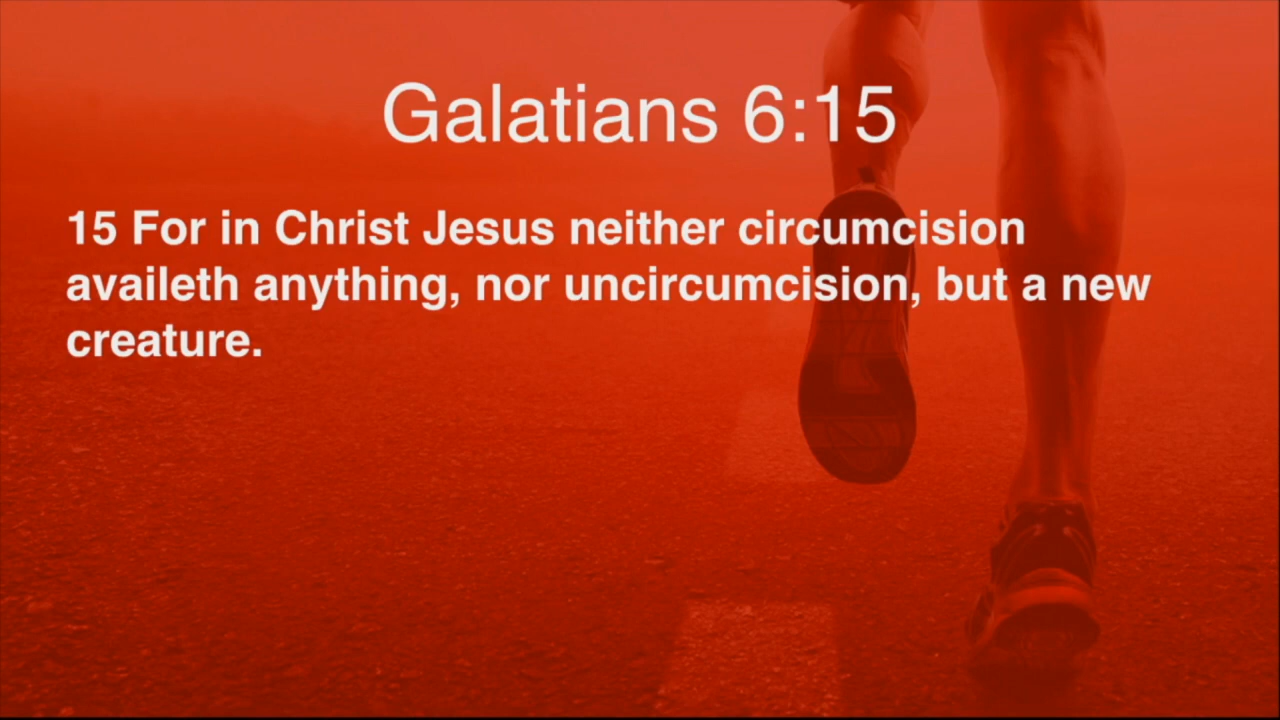 Galatians 6:15
15 For in Christ Jesus neither circumcision
availeth anything, nor uncircumcision, but a new
creature.